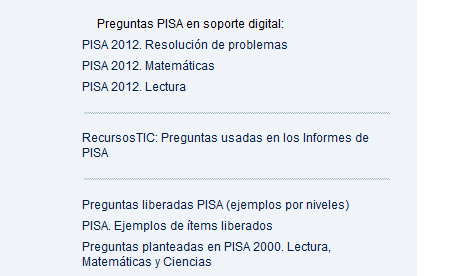 Preguntas PISA en soporte digital:
PISA 2012. Resolución de problemas
PISA 2012. Matemáticas
PISA 2012. Lectura
RecursosTIC: Preguntas usadas en los Informes de
PISA
Preguntas liberadas PISA (ejemplos por niveles)
PISA. Ejemplos de ítems liberados
Preguntas planteadas en PISA 2000. Lectura,
Matemáticas y Ciencias